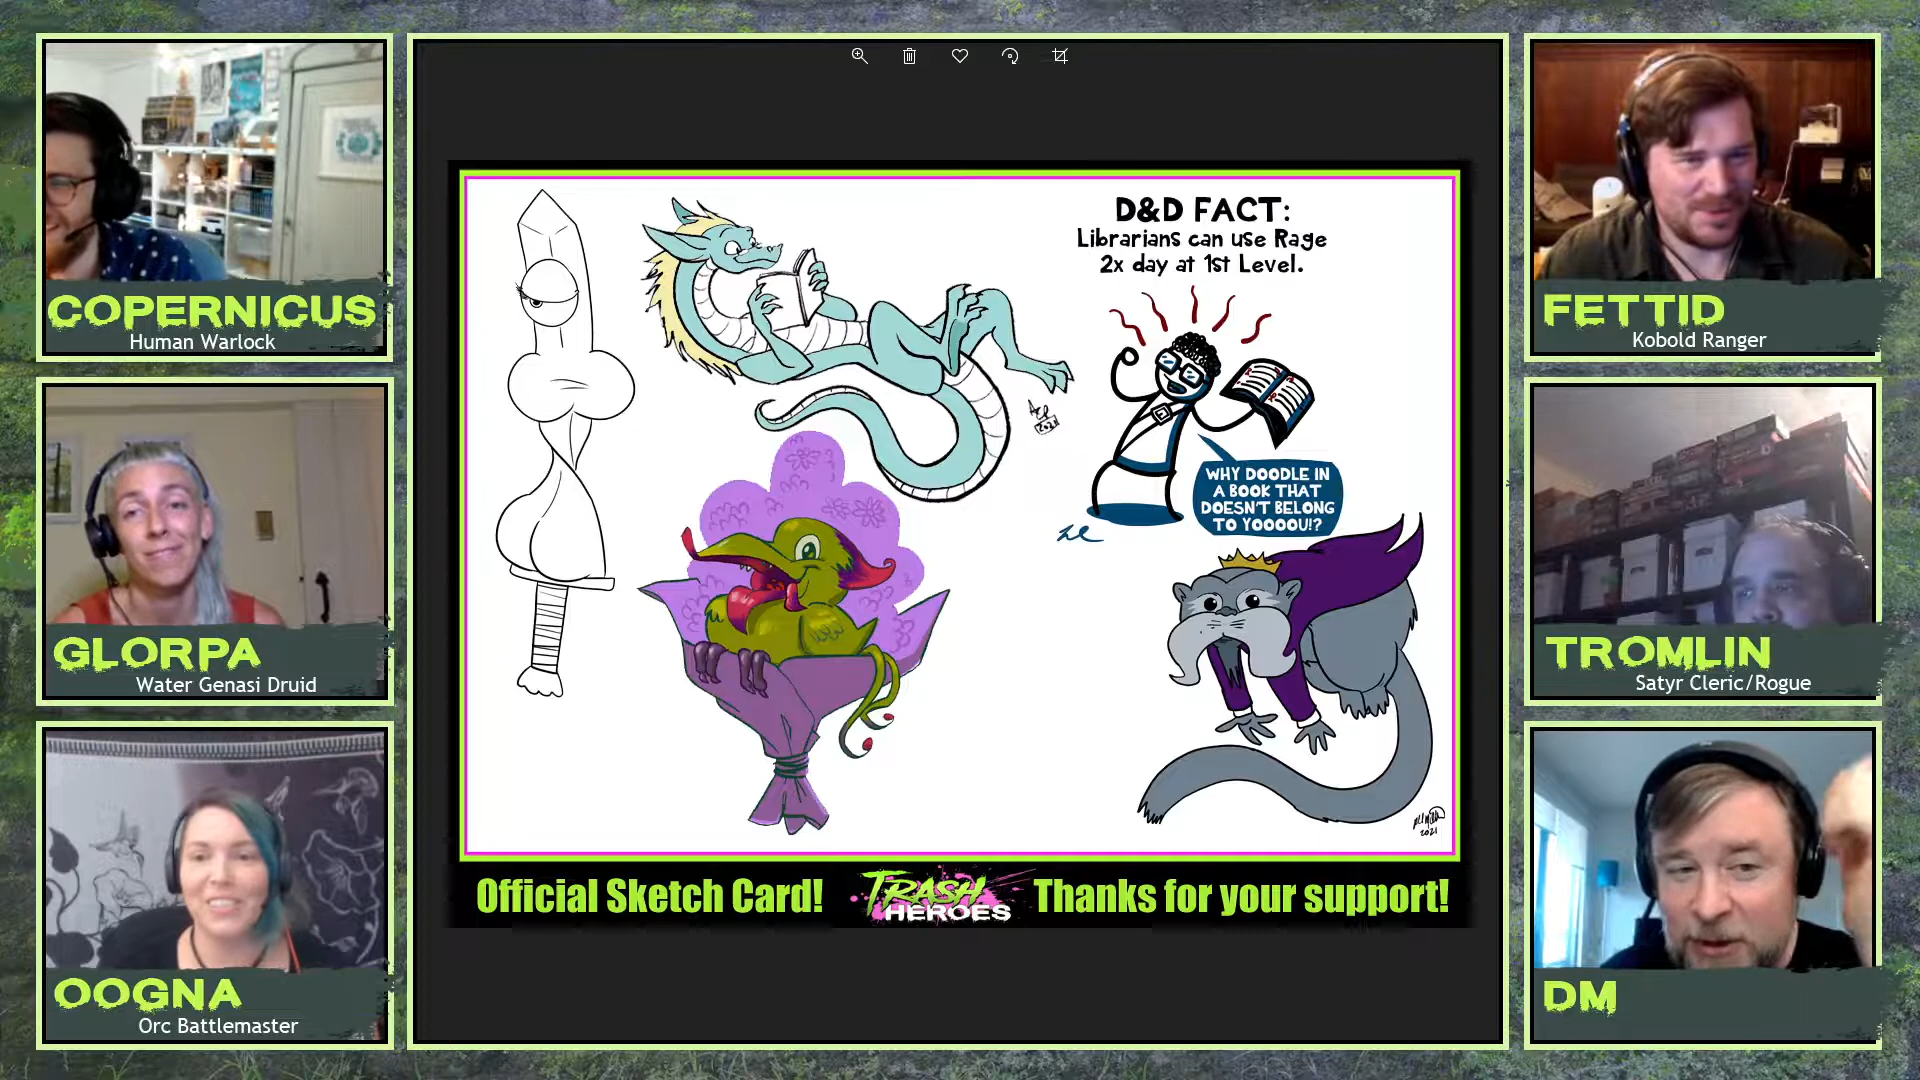 COPERNICUS
Human Warlock
GLORPA
Water Genasi Druid
OOGNA
Orc Battlemaster
D&D FACT:
Librarians can use Rage
2x day at 1st Level.
WHY DOODLE IN
A BOOK THAT
DOESN'T BELONG
TO YOOOOU!?
2021
2021
Official Sketch Card!
TRASH
HEROES
Thanks for your support!
FETTID
Kobold Ranger
TROMLIN
Satyr Cleric/Rogue
DM